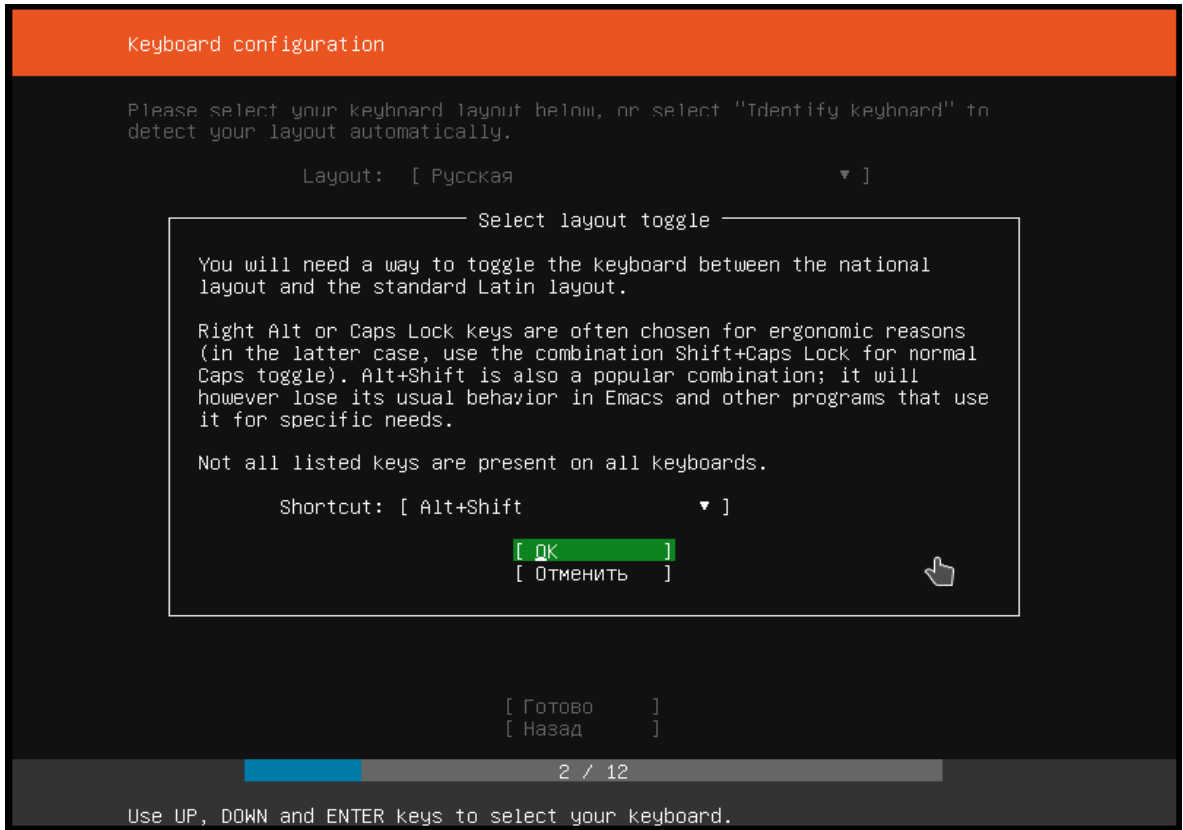 Keyboard configuration
Please select your keyboard layout below, or select "Identify keyboard" to
detect your layout automatically.
Layout: [ Русская ▾ ]
Select layout toggle
You will need a way to toggle the keyboard between the national
layout and the standard Latin layout.
Right Alt or Caps Lock keys are often chosen for ergonomic reasons
(in the latter case, use the combination Shift+Caps Lock for normal
Caps toggle). Alt+Shift is also a popular combination; it will
however lose its usual behavior in Emacs and other programs that use
it for specific needs.
Not all listed keys are present on all keyboards.
Shortcut: [ Alt+Shift ▾ ]
[ OK ]
[ Отменить ]
[ Готово ]
[ Назад ]
2 / 12
Use UP, DOWN and ENTER keys to select your keyboard.